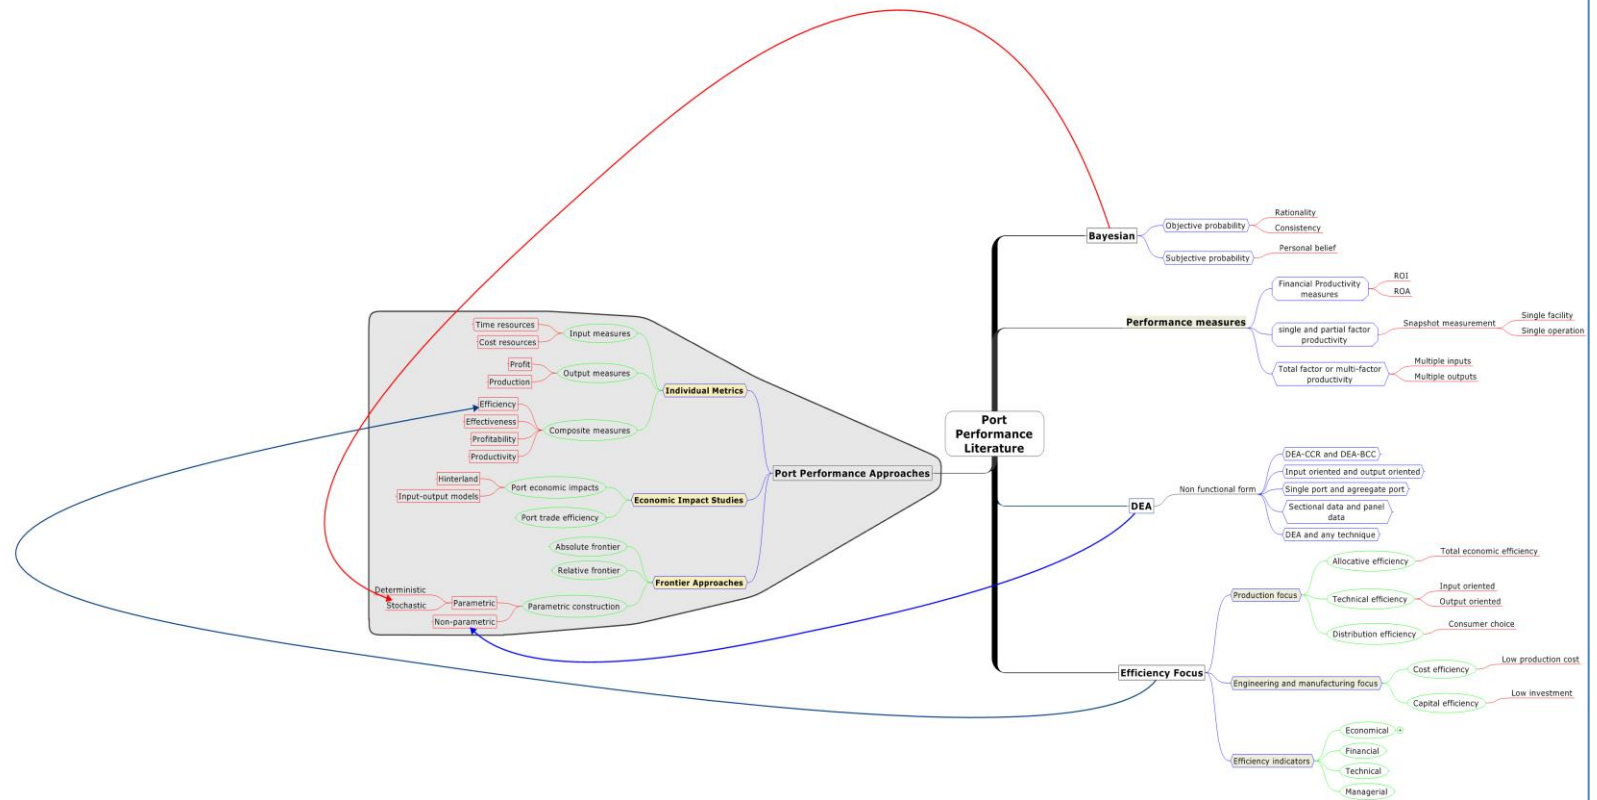 Port
Performance
Literature
Bayesian
Objective probability
Rationality
Consistency
Subjective probability
Personal belief
Performance measures
Financial Productivity
measures
ROI
ROA
single and partial factor
productivity
Snapshot measurement
Single facility
Single operation
Total factor or multi-factor
productivity
Multiple inputs
Multiple outputs
DEA
Non functional form
DEA-CCR and DEA-BCC
Input oriented and output oriented
Single port and agreegate port
Sectional data and panel
data
DEA and any technique
Efficiency Focus
Production focus
Allocative efficiency
Total economic efficiency
Technical efficiency
Input oriented
Output oriented
Distribution efficiency
Consumer choice
Engineering and manufacturing focus
Cost efficiency
Low production cost
Capital efficiency
Low investment
Efficiency indicators
Economical
Financial
Technical
Managerial
Port Performance Approaches
Individual Metrics
Input measures
Time resources
Cost resources
Output measures
Profit
Production
Composite measures
Efficiency
Effectiveness
Profitability
Productivity
Economic Impact Studies
Port economic impacts
Hinterland
Input-output models
Port trade efficiency
Frontier Approaches
Absolute frontier
Relative frontier
Parametric construction
Parametric
Deterministic
Stochastic
Non-parametric